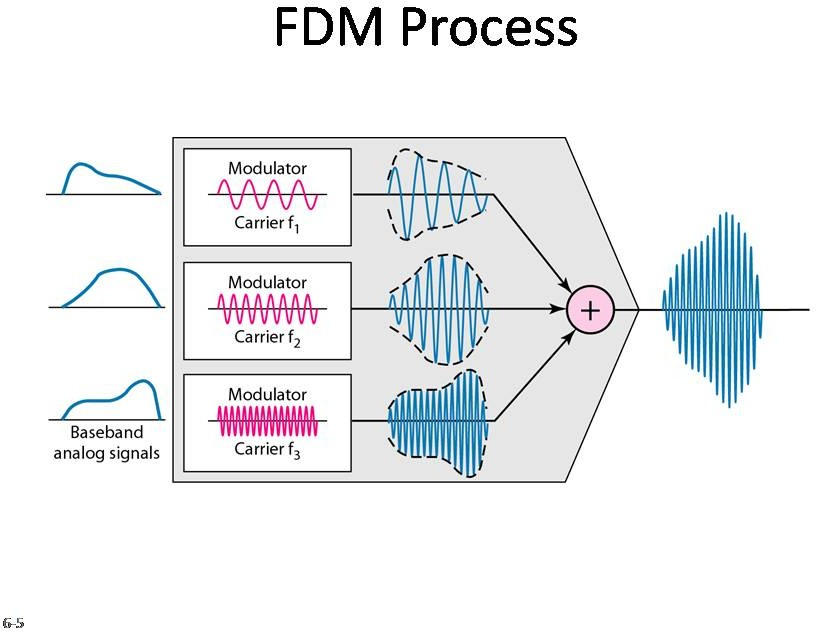 FDM Process
Modulator
Carrier f₁
Modulator
Carrier f₂
Modulator
Carrier f₃
+
Baseband
analog signals
6-5